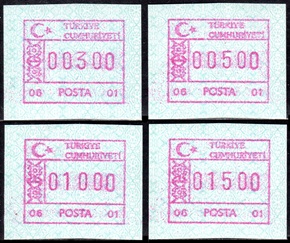 TÜRKİYE
CUMHURİYETİ
00300
06 POSTA 01
TÜRKİYE
CUMHURİYETİ
00500
06 POSTA 01
TÜRKİYE
CUMHURİYETİ
01000
06 POSTA 01
TÜRKİYE
CUMHURİYETİ
01500
06 POSTA 01